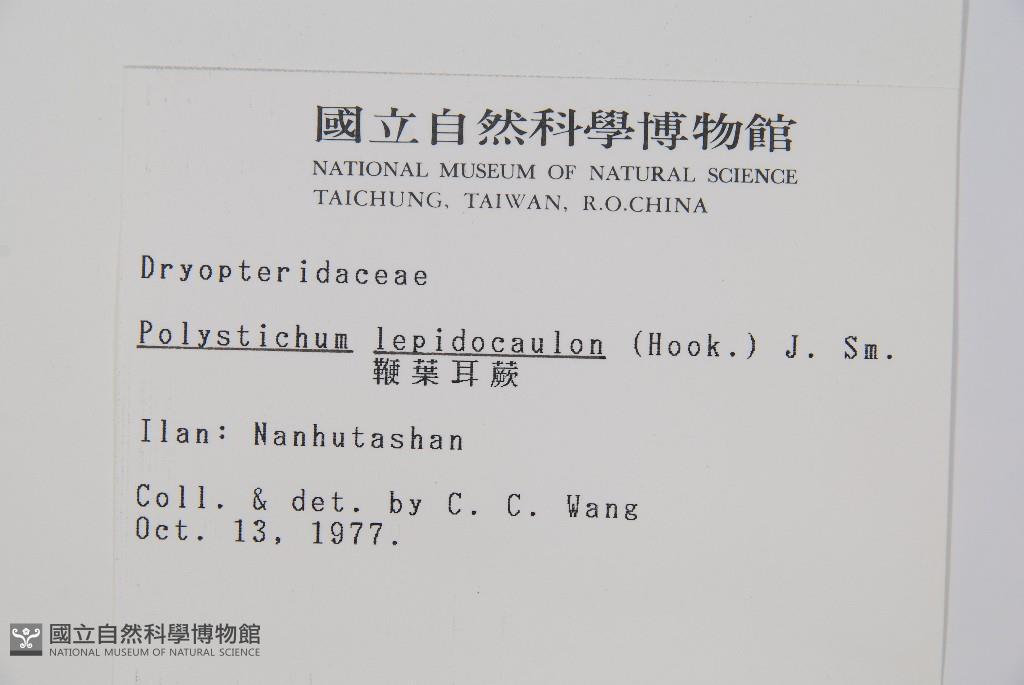 國立自然科學博物館
NATIONAL MUSEUM OF NATURAL SCIENCE
TAICHUNG, TAIWAN, R.O.CHINA
Dryopteridaceae
Polystichum lepidocaulon (Hook.) J. Sm.
鞭葉耳蕨
Ilan: Nanhutashan
Coll. & det. by C. C. Wang
Oct. 13, 1977.
國立自然科學博物館
NATIONAL MUSEUM OF NATURAL SCIENCE